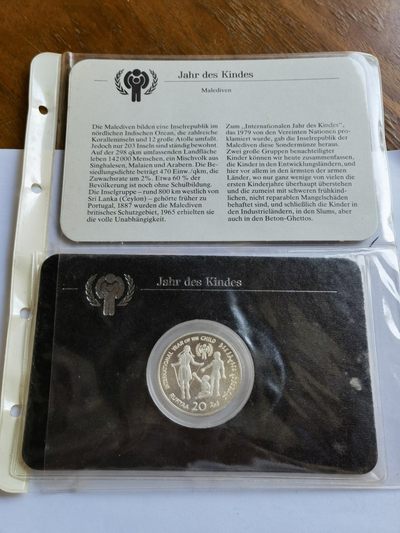 Jahr des Kindes
Malediven
Die Malediven bilden eine Inselrepublik im
nördlichen Indischen Ozean, die zahlreiche
Koralleninseln und 12 große Atolle umfaßt.
Jedoch nur 203 Inseln sind ständig bewohnt.
Auf der 298 qkm umfassenden Landfläche
leben 142 000 Menschen, ein Mischvolk aus
Singhalesen, Malaien und Arabern. Die Be-
siedlungsdichte beträgt 470 Einw./qkm, die
Zuwachsrate um 2%. Etwa 60 % der
Bevölkerung ist noch ohne Schulbildung.
Die Inselgruppe – rund 800 km westlich von
Sri Lanka (Ceylon) – gehörte früher zu
Portugal, 1887 wurden die Malediven
britisches Schutzgebiet, 1965 erhielten sie
die volle Unabhängigkeit.
Zum „Internationalen Jahr des Kindes“,
das 1979 von den Vereinten Nationen pro-
klamiert wurde, gab die Inselrepublik der
Malediven diese Sondermünze heraus.
Zwei große Gruppen benachteiligter
Kinder können wir heute zusammenfassen,
die Kinder in den Entwicklungsländern, und
hier vor allem in den ärmsten der armen
Länder, wo nur ganz wenige von vielen die
ersten Kinderjahre überhaupt überstehen
und die zumeist mit schweren frühkind-
lichen, nicht reparablen Mangelschäden
behaftet sind, und schließlich die Kinder in
den Industrieländern, in den Slums, aber
auch in den Beton-Ghettos.
Jahr des Kindes
INTERNATIONAL YEAR OF THE CHILD
RUFIYAA 20